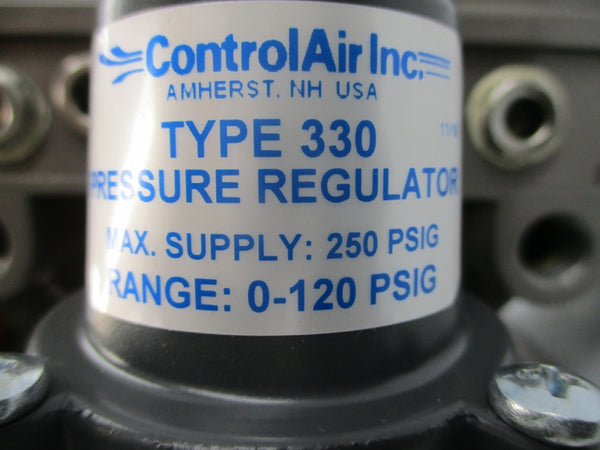 ControlAir Inc.
AMHERST, NH USA
TYPE 330
PRESSURE REGULATOR
MAX. SUPPLY: 250 PSIG
RANGE: 0-120 PSIG